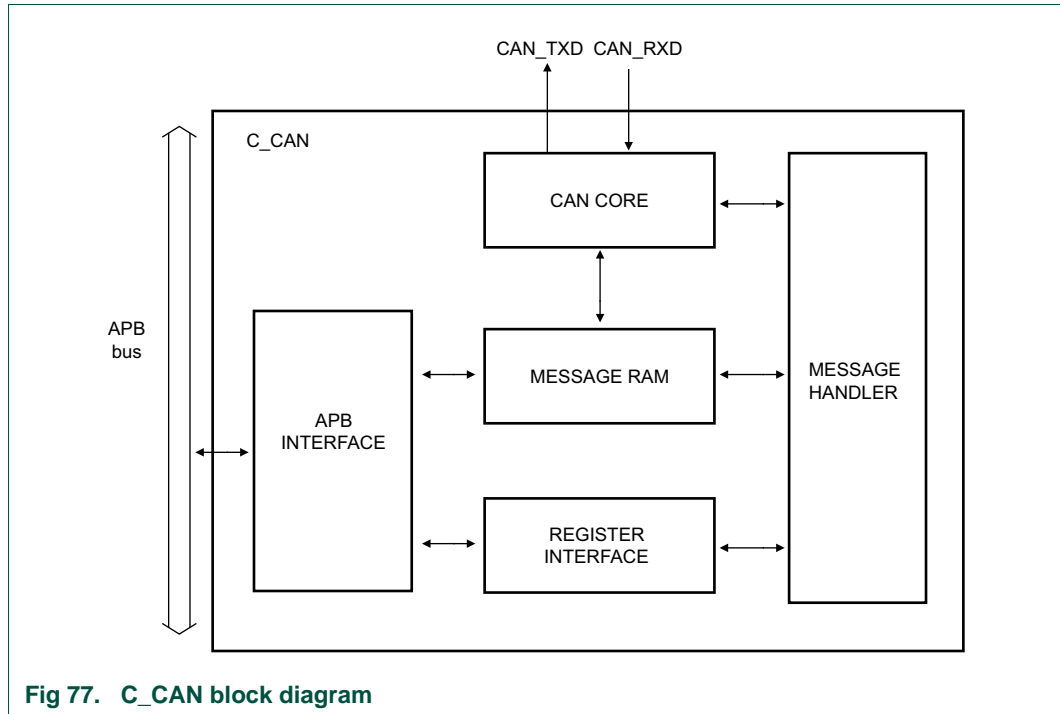 CAN_TXD CAN_RXD
C_CAN
CAN CORE
APB
bus
MESSAGE RAM
MESSAGE
HANDLER
APB
INTERFACE
REGISTER
INTERFACE
Fig 77. C_CAN block diagram